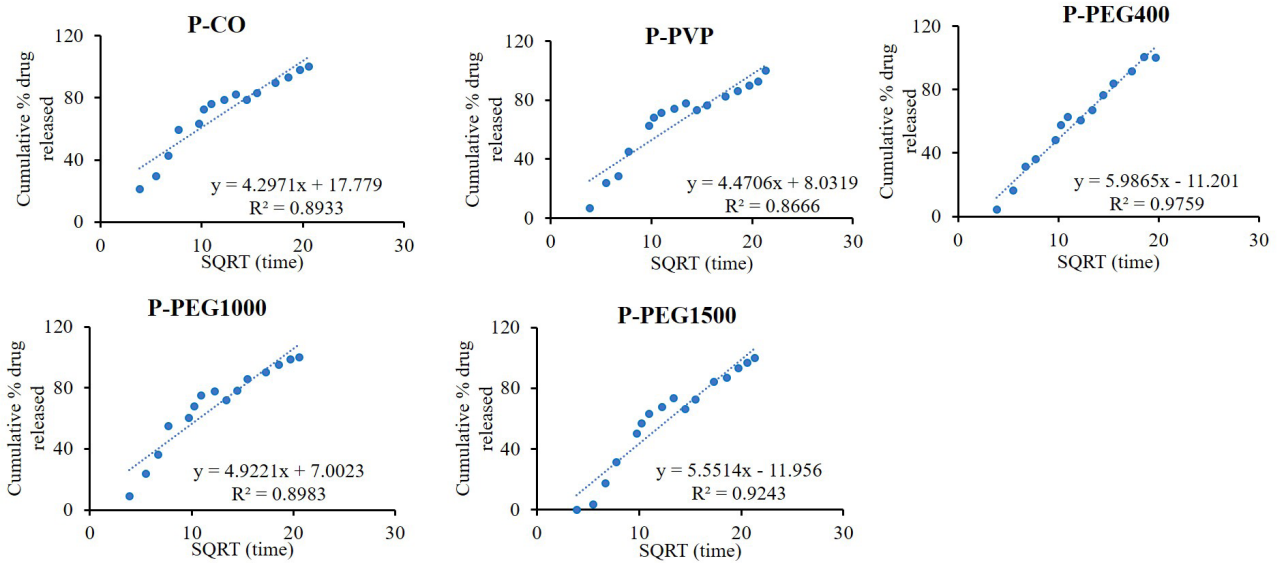 P-CO
120
80
40
0
0
10
20
30
Cumulative % drug
released
SQRT (time)
y = 4.2971x + 17.779
R² = 0.8933
P-PVP
120
80
40
0
0
10
20
30
Cumulative % drug
released
SQRT (time)
y = 4.4706x + 8.0319
R² = 0.8666
P-PEG400
120
80
40
0
0
10
20
30
Cumulative % drug
released
SQRT (time)
y = 5.9865x - 11.201
R² = 0.9759
P-PEG1000
120
80
40
0
0
10
20
30
Cumulative % drug
released
SQRT (time)
y = 4.9221x + 7.0023
R² = 0.8983
P-PEG1500
120
80
40
0
0
10
20
30
Cumulative % drug
released
SQRT (time)
y = 5.5514x - 11.956
R² = 0.9243